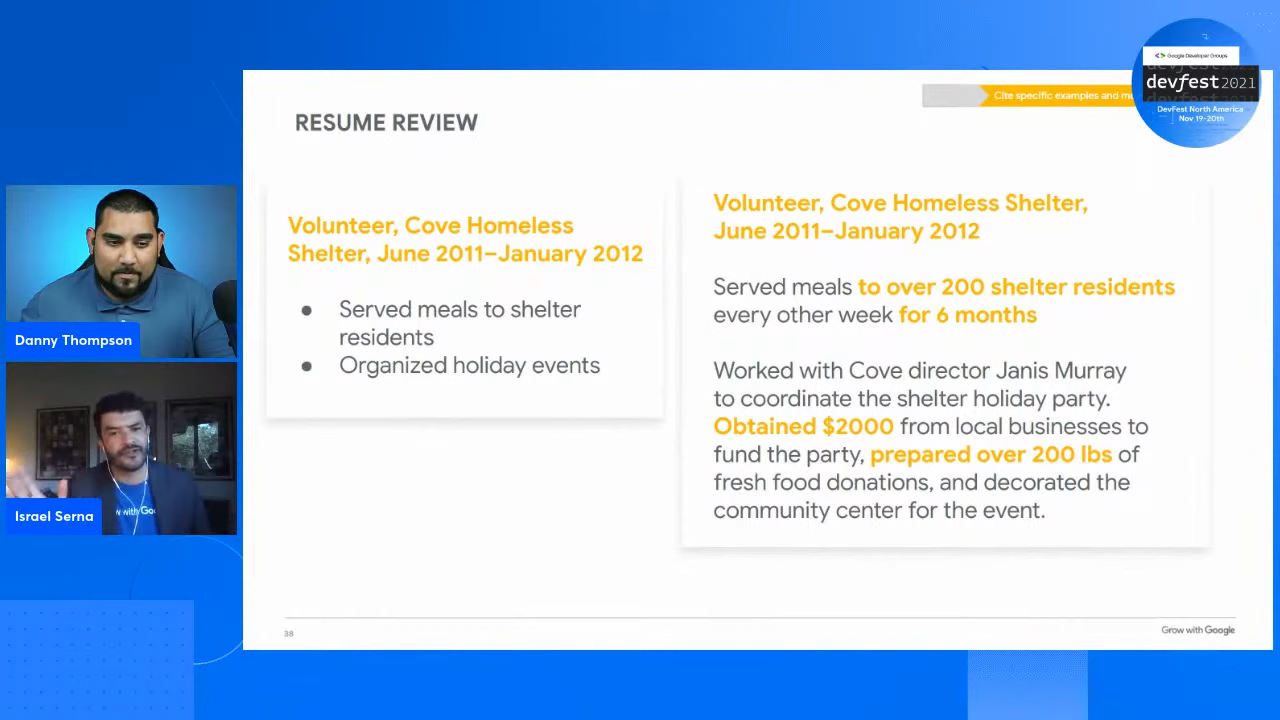 Google Developer Groups
devfest 2021
DevFest North America
Nov 19-20th
Cite specific examples and
RESUME REVIEW
Volunteer, Cove Homeless
Shelter, June 2011–January 2012
● Served meals to shelter
residents
● Organized holiday events
Volunteer, Cove Homeless Shelter,
June 2011–January 2012
Served meals to over 200 shelter residents
every other week for 6 months
Worked with Cove director Janis Murray
to coordinate the shelter holiday party.
Obtained $2000 from local businesses to
fund the party, prepared over 200 lbs of
fresh food donations, and decorated the
community center for the event.
Danny Thompson
Israel Serna
38
Grow with Google